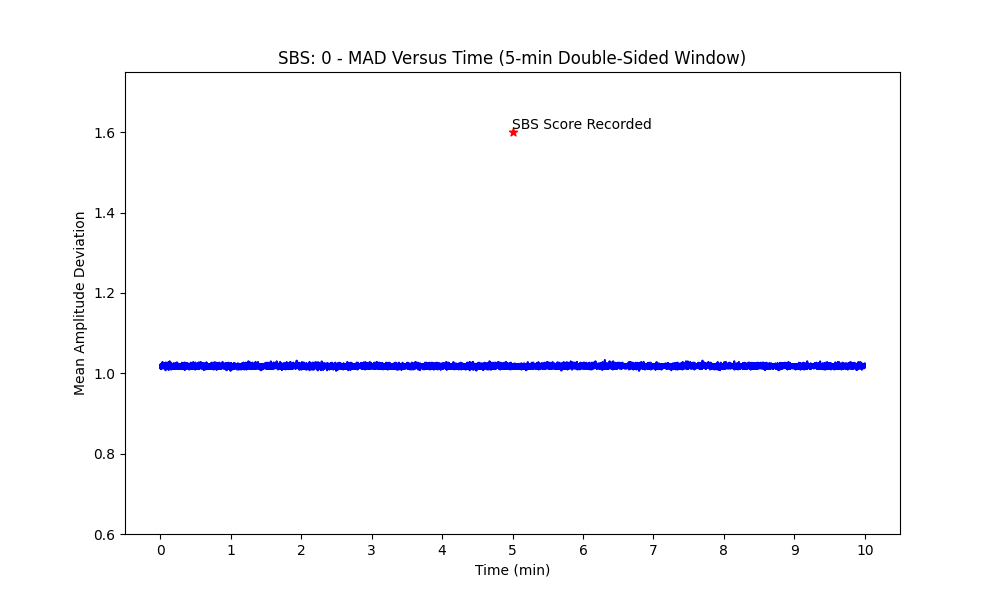 SBS: 0 - MAD Versus Time (5-min Double-Sided Window)
SBS Score Recorded
Mean Amplitude Deviation
1.6
1.4
1.2
1.0
0.8
0.6
0 1 2 3 4 5 6 7 8 9 10
Time (min)